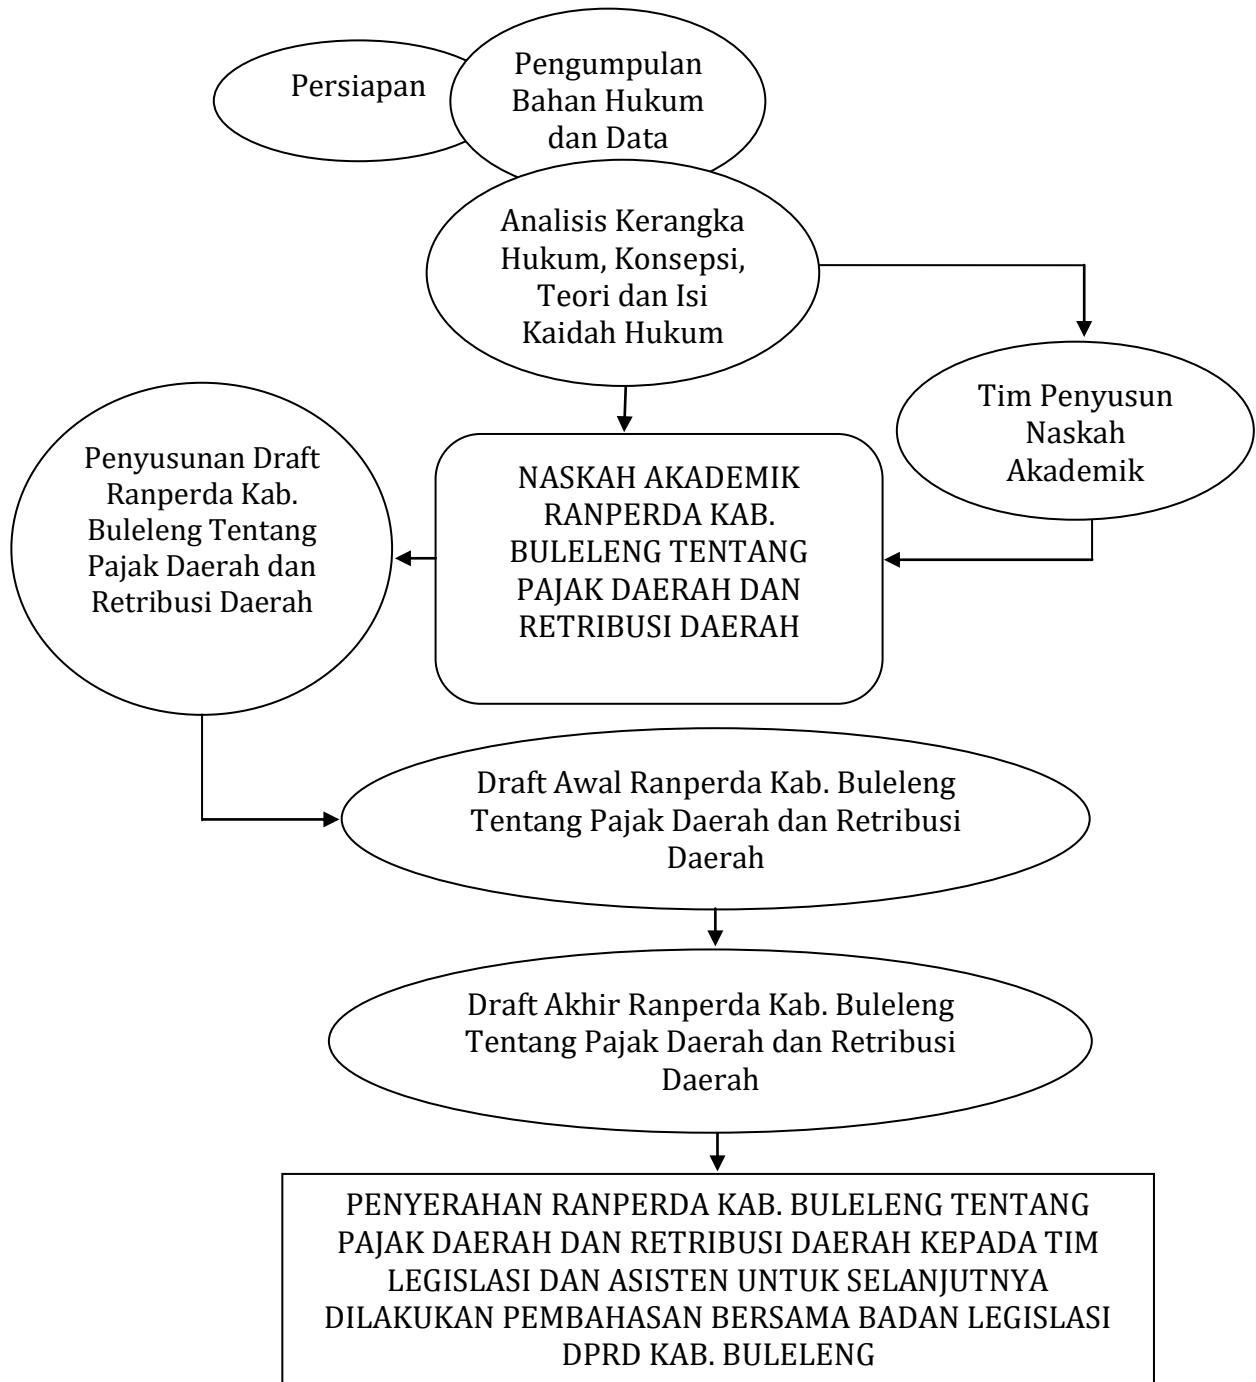 Persiapan
Pengumpulan
Bahan Hukum
dan Data
Analisis Kerangka
Hukum, Konsepsi,
Teori dan Isi
Kaidah Hukum
Tim Penyusun
Naskah
Akademik
NASKAH AKADEMIK
RANPERDA KAB.
BULELENG TENTANG
PAJAK DAERAH DAN
RETRIBUSI DAERAH
Penyusunan Draft
Ranperda Kab.
Buleleng Tentang
Pajak Daerah dan
Retribusi Daerah
Draft Awal Ranperda Kab. Buleleng
Tentang Pajak Daerah dan Retribusi
Daerah
Draft Akhir Ranperda Kab. Buleleng
Tentang Pajak Daerah dan Retribusi
Daerah
PENYERAHAN RANPERDA KAB. BULELENG TENTANG
PAJAK DAERAH DAN RETRIBUSI DAERAH KEPADA TIM
LEGISLASI DAN ASISTEN UNTUK SELANJUTNYA
DILAKUKAN PEMBAHASAN BERSAMA BADAN LEGISLASI
DPRD KAB. BULELENG